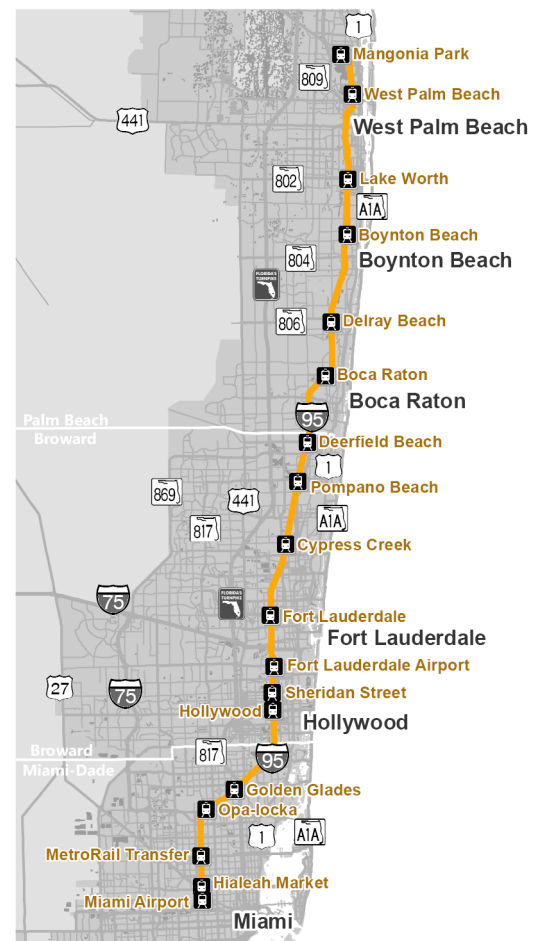 1
Mangonia Park
809
West Palm Beach
441
West Palm Beach
802
Lake Worth
A1A
Boynton Beach
804
Boynton Beach
FLORIDA'S
TURNPIKE
806
Delray Beach
Boca Raton
Boca Raton
95
Palm Beach
Broward
Deerfield Beach
1
869
441
Pompano Beach
817
A1A
Cypress Creek
75
FLORIDA'S
TURNPIKE
Fort Lauderdale
Fort Lauderdale
Fort Lauderdale Airport
27
75
Sheridan Street
Hollywood
Hollywood
Broward
Miami-Dade
817
95
Golden Glades
Opa-locka
1
A1A
MetroRail Transfer
Hialeah Market
Miami Airport
Miami